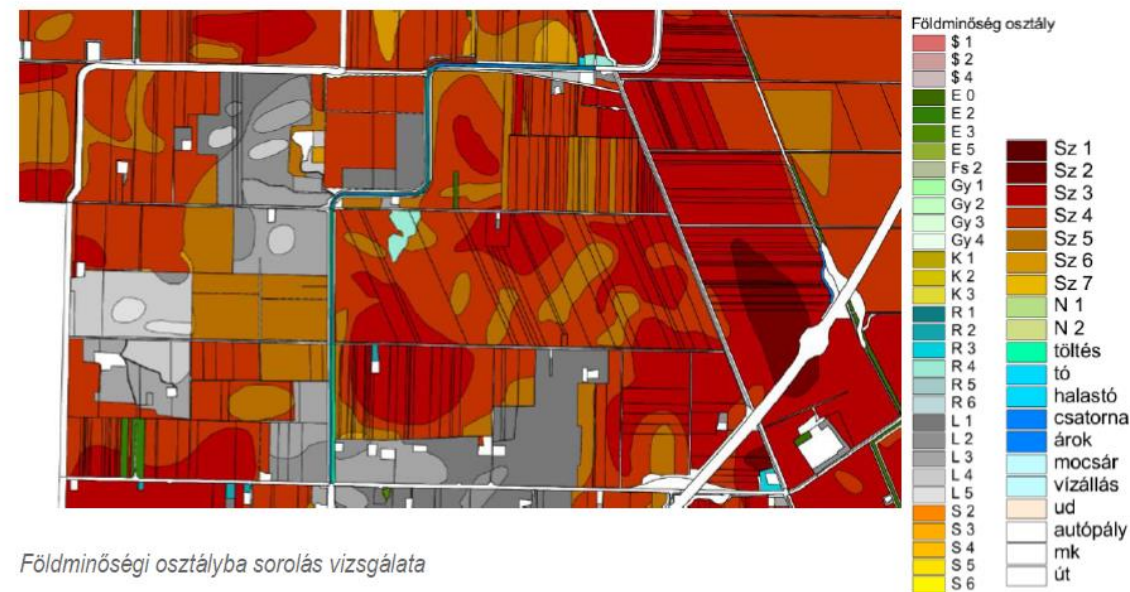 Földminőség osztály
$ 1
$ 2
$ 4
E 0
E 2
E 3
E 5
Fs 2
Gy 1
Gy 2
Gy 3
Gy 4
K 1
K 2
K 3
R 1
R 2
R 3
R 4
R 5
R 6
L 1
L 2
L 3
L 4
L 5
S 2
S 3
S 4
S 5
S 6
Sz 1
Sz 2
Sz 3
Sz 4
Sz 5
Sz 6
Sz 7
N 1
N 2
töltés
tó
halastó
csatorna
árok
mocsár
vízállás
ud
autópály
mk
út
Földminőségi osztályba sorolás vizsgálata